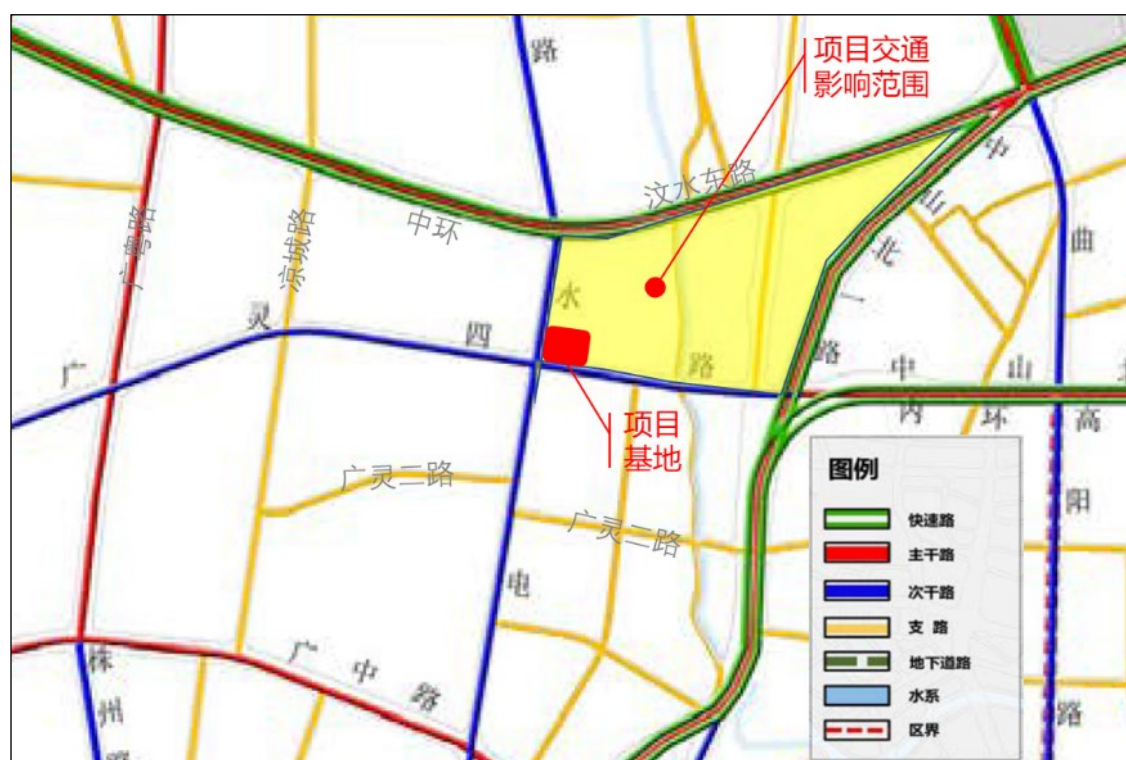 路
项目交通
影响范围
汶水东路
中
山
北
一
路
中环
广粤路
凉城路
水
灵
四
路
广
曲
中
山
北
内
环
高
项目
基地
广灵二路
广灵二路
电
阳
路
广
中
路
株
州
路
图例
快速路
主干路
次干路
支 路
地下道路
水系
区界